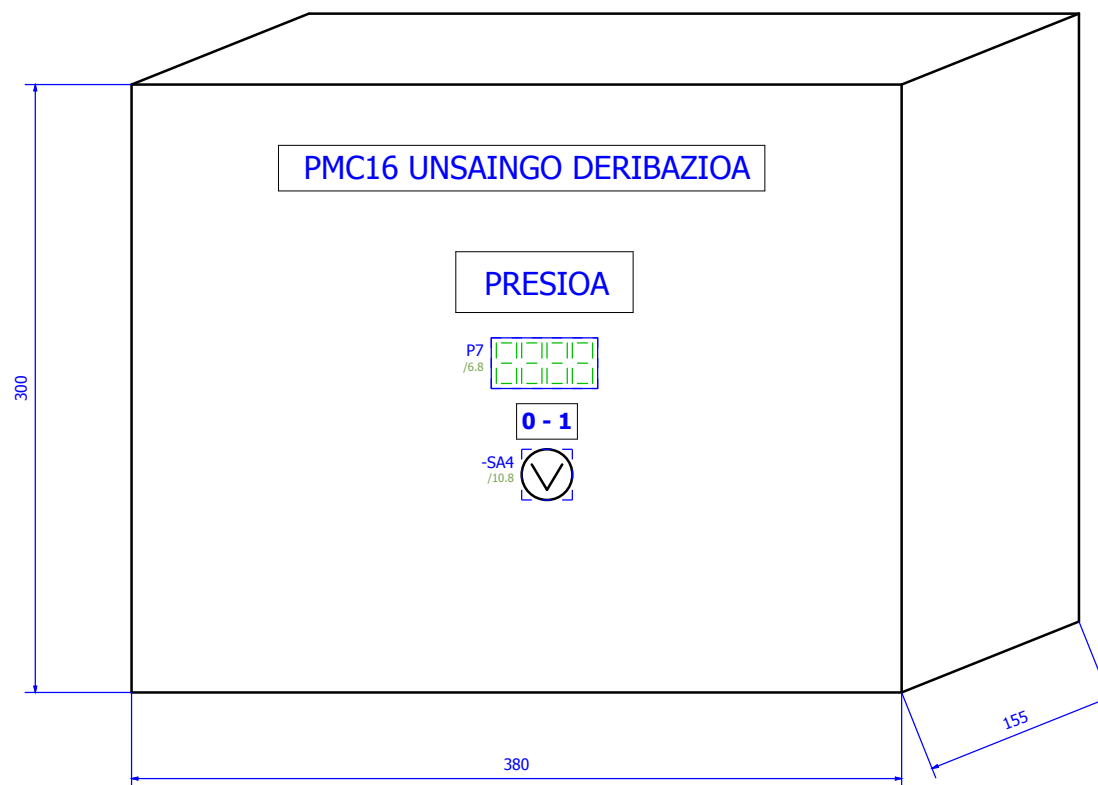 PMC16 UNSAINGO DERIBAZIOA
PRESIOA
P7
/6.8
0 - 1
-SA4
/10.8
300
380
155